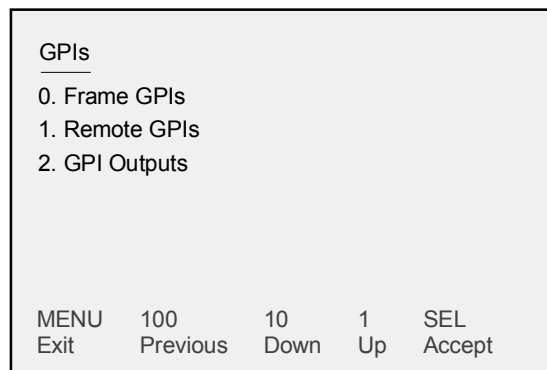 GPIs
0. Frame GPIs
1. Remote GPIs
2. GPI Outputs
MENU 100 10 1 SEL
Exit Previous Down Up Accept